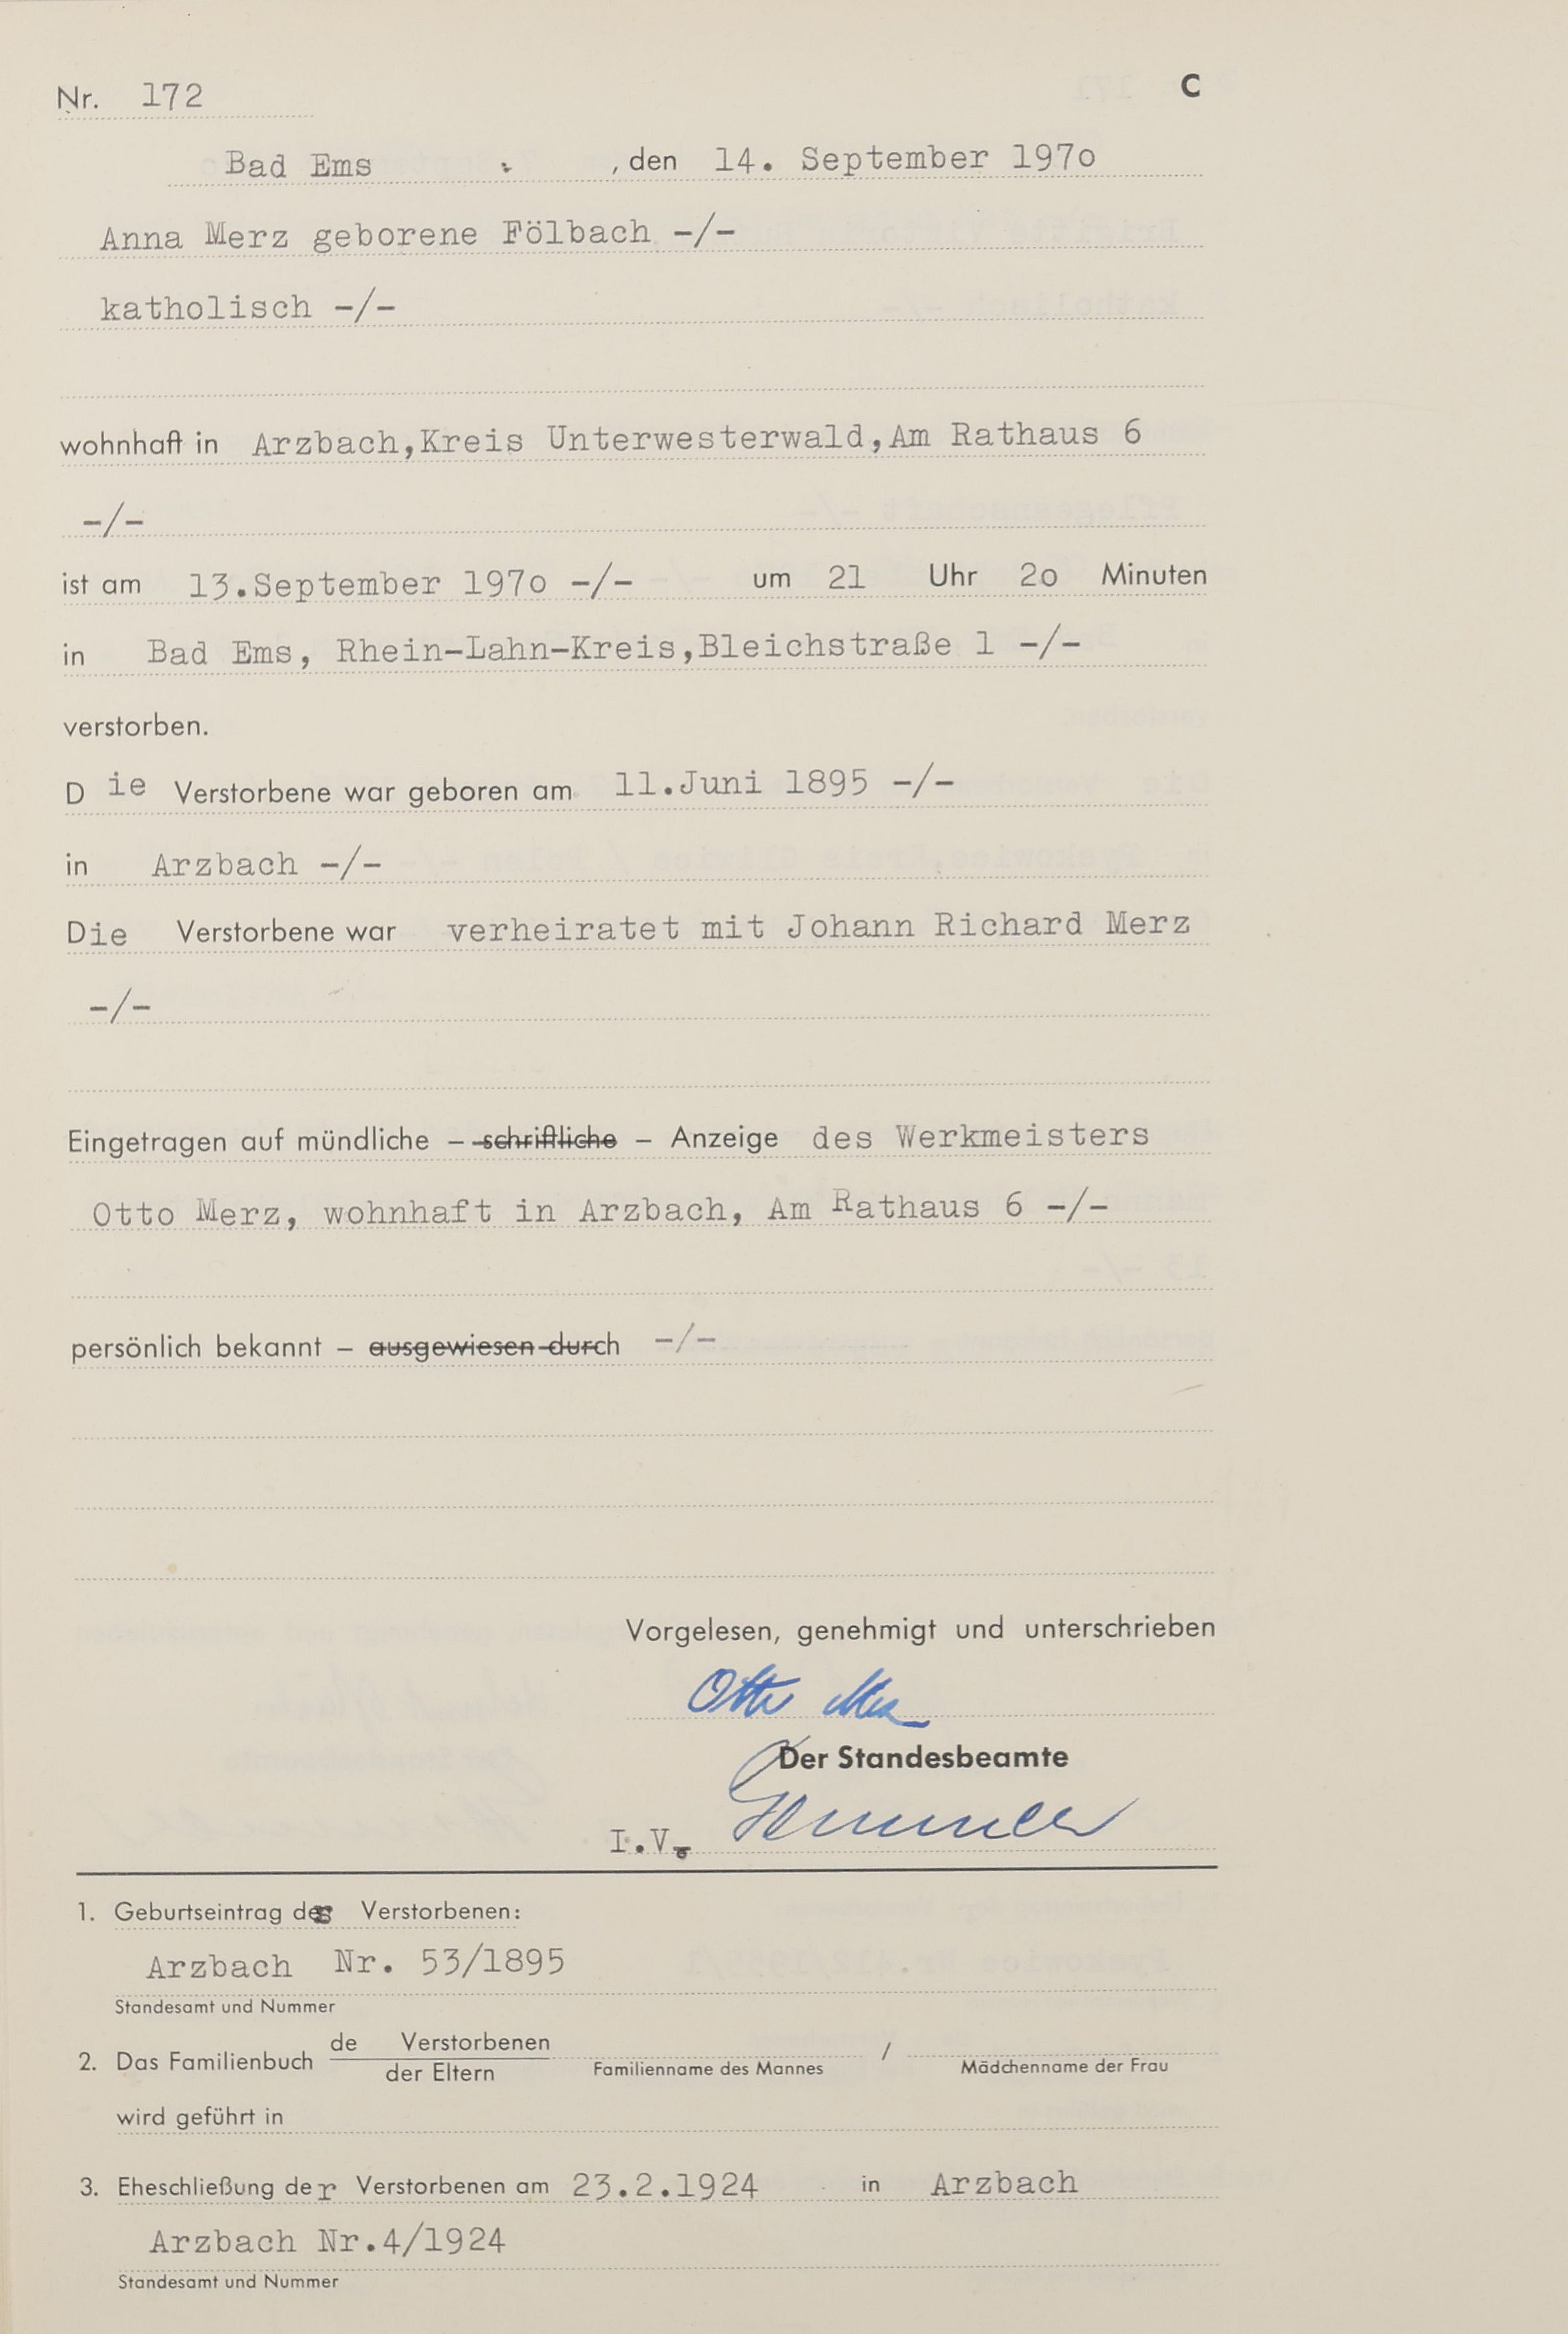 Nr. 172
C
Bad Ems , den 14. September 197o
Anna Merz geborene Fölbach -/-
katholisch -/-
wohnhaft in Arzbach,Kreis Unterwesterwald,Am Rathaus 6
-/-
ist am 13.September 197o -/- um 21 Uhr 2o Minuten
in Bad Ems, Rhein-Lahn-Kreis,Bleichstraße 1 -/-
verstorben.
Die Verstorbene war geboren am 11.Juni 1895 -/-
in Arzbach -/-
Die Verstorbene war verheiratet mit Johann Richard Merz
-/-
Eingetragen auf mündliche – schriftliche – Anzeige des Werkmeisters
Otto Merz, wohnhaft in Arzbach, Am Rathaus 6 -/-
persönlich bekannt – ausgewiesen durch -/-
Vorgelesen, genehmigt und unterschrieben
Otto Merz
Der Standesbeamte
I.V.
1. Geburtseintrag der Verstorbenen:
Arzbach Nr. 53/1895
Standesamt und Nummer
2. Das Familienbuch de Verstorbenen / 
der Eltern Familienname des Mannes Mädchenname der Frau
wird geführt in
3. Eheschließung der Verstorbenen am 23.2.1924 in Arzbach
Arzbach Nr.4/1924
Standesamt und Nummer